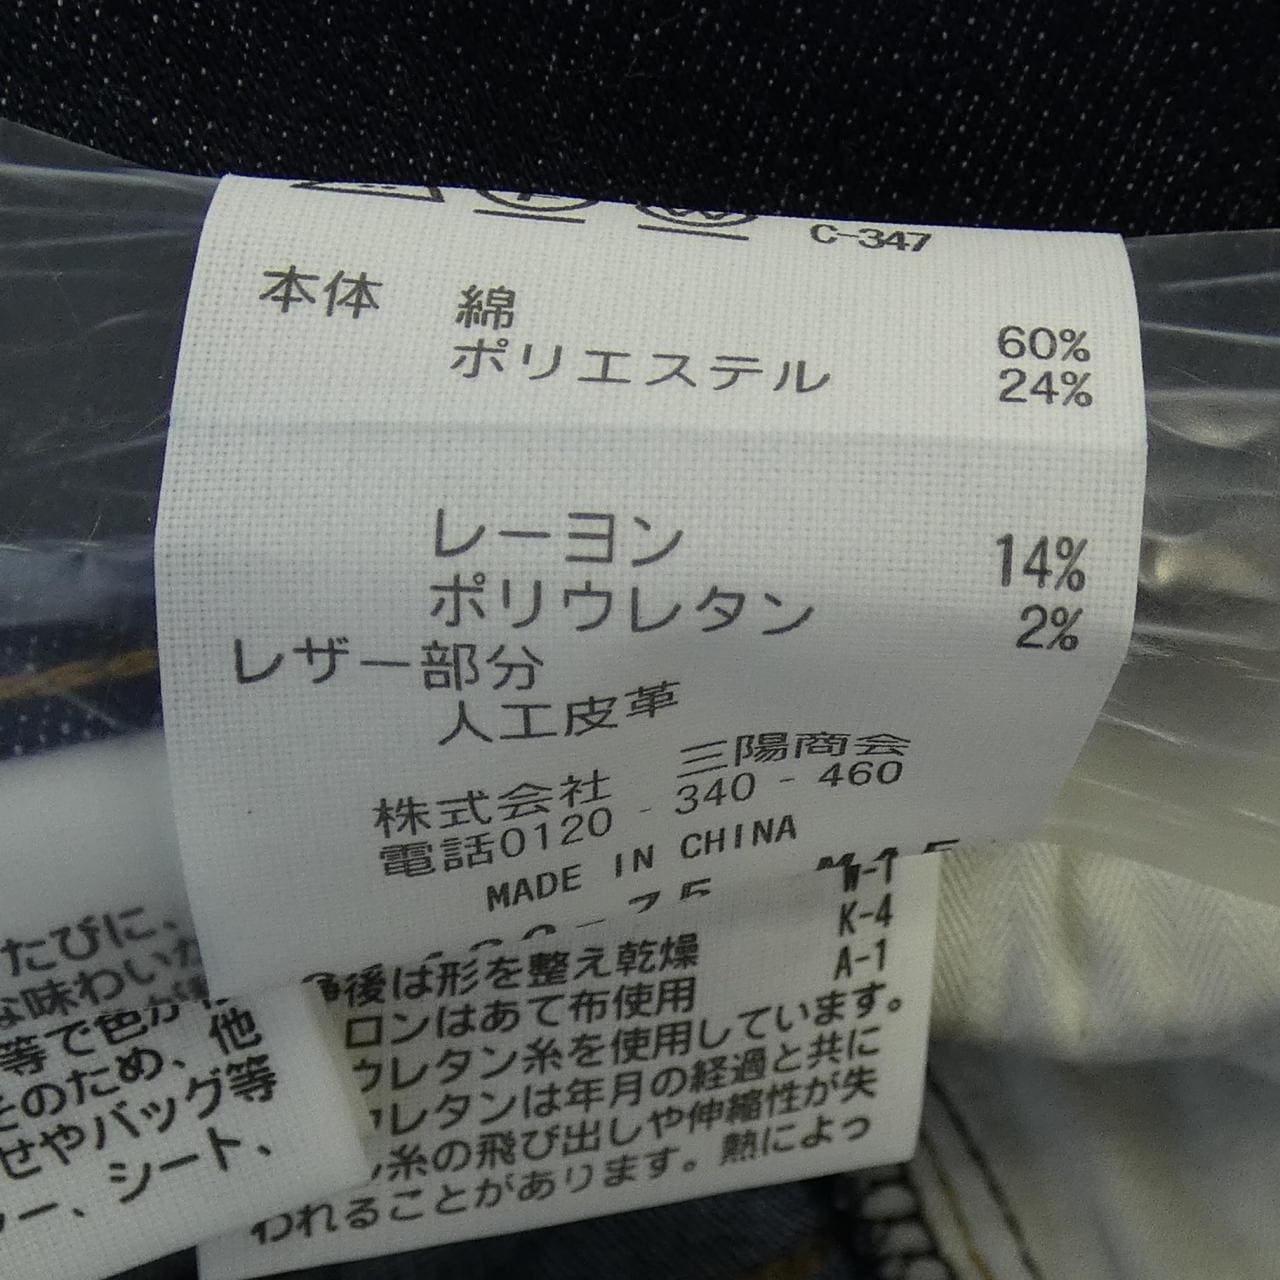 C-347
本体 綿 60%
ポリエステル 24%
レーヨン 14%
ポリウレタン 2%
レザー部分
人工皮革
株式会社 三陽商会
電話0120-340-460
MADE IN CHINA
W-1
K-4
A-1
後は形を整え乾燥
ロンはあて布使用
ウレタン糸を使用しています。
ウレタンは年月の経過と共に
糸の飛び出しや伸縮性が失
われることがあります。熱によっ
たびに、
な味わい
等で色が
そのため、他
せやバッグ等
ー、シート、